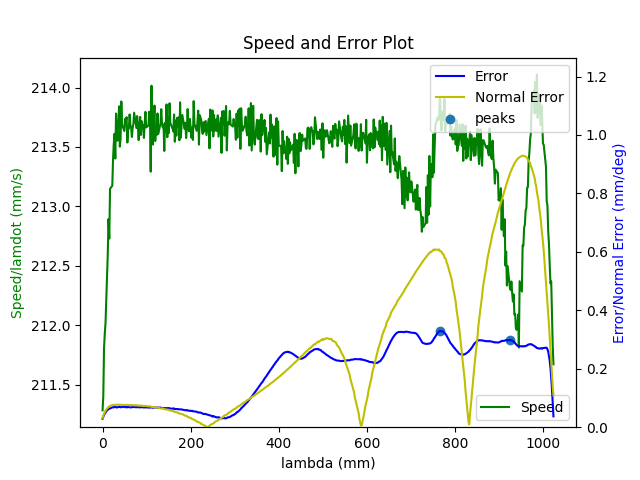 Speed and Error Plot
Error
Normal Error
peaks
Speed
Speed/lamdot (mm/s)
214.0
213.5
213.0
212.5
212.0
211.5
1.2
1.0
0.8
0.6
0.4
0.2
0.0
Error/Normal Error (mm/deg)
0
200
400
600
800
1000
lambda (mm)